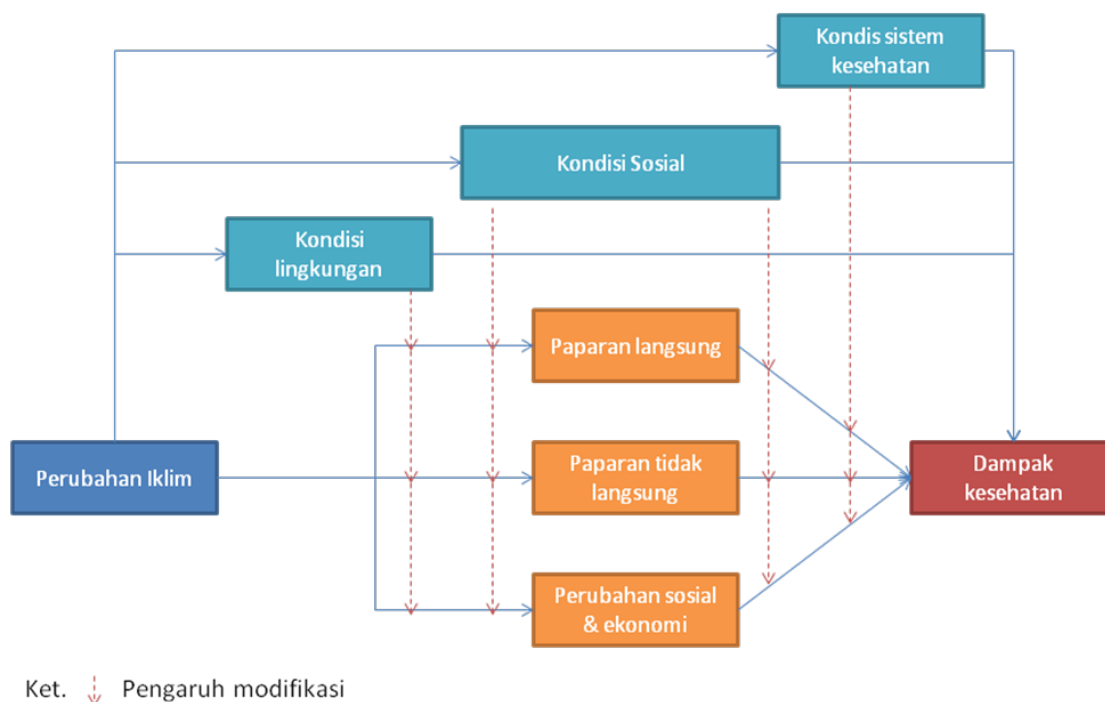 Kondis sistem
kesehatan
Kondisi Sosial
Kondisi
lingkungan
Paparan langsung
Perubahan Iklim
Paparan tidak
langsung
Dampak
kesehatan
Perubahan sosial
& ekonomi
Ket. Pengaruh modifikasi